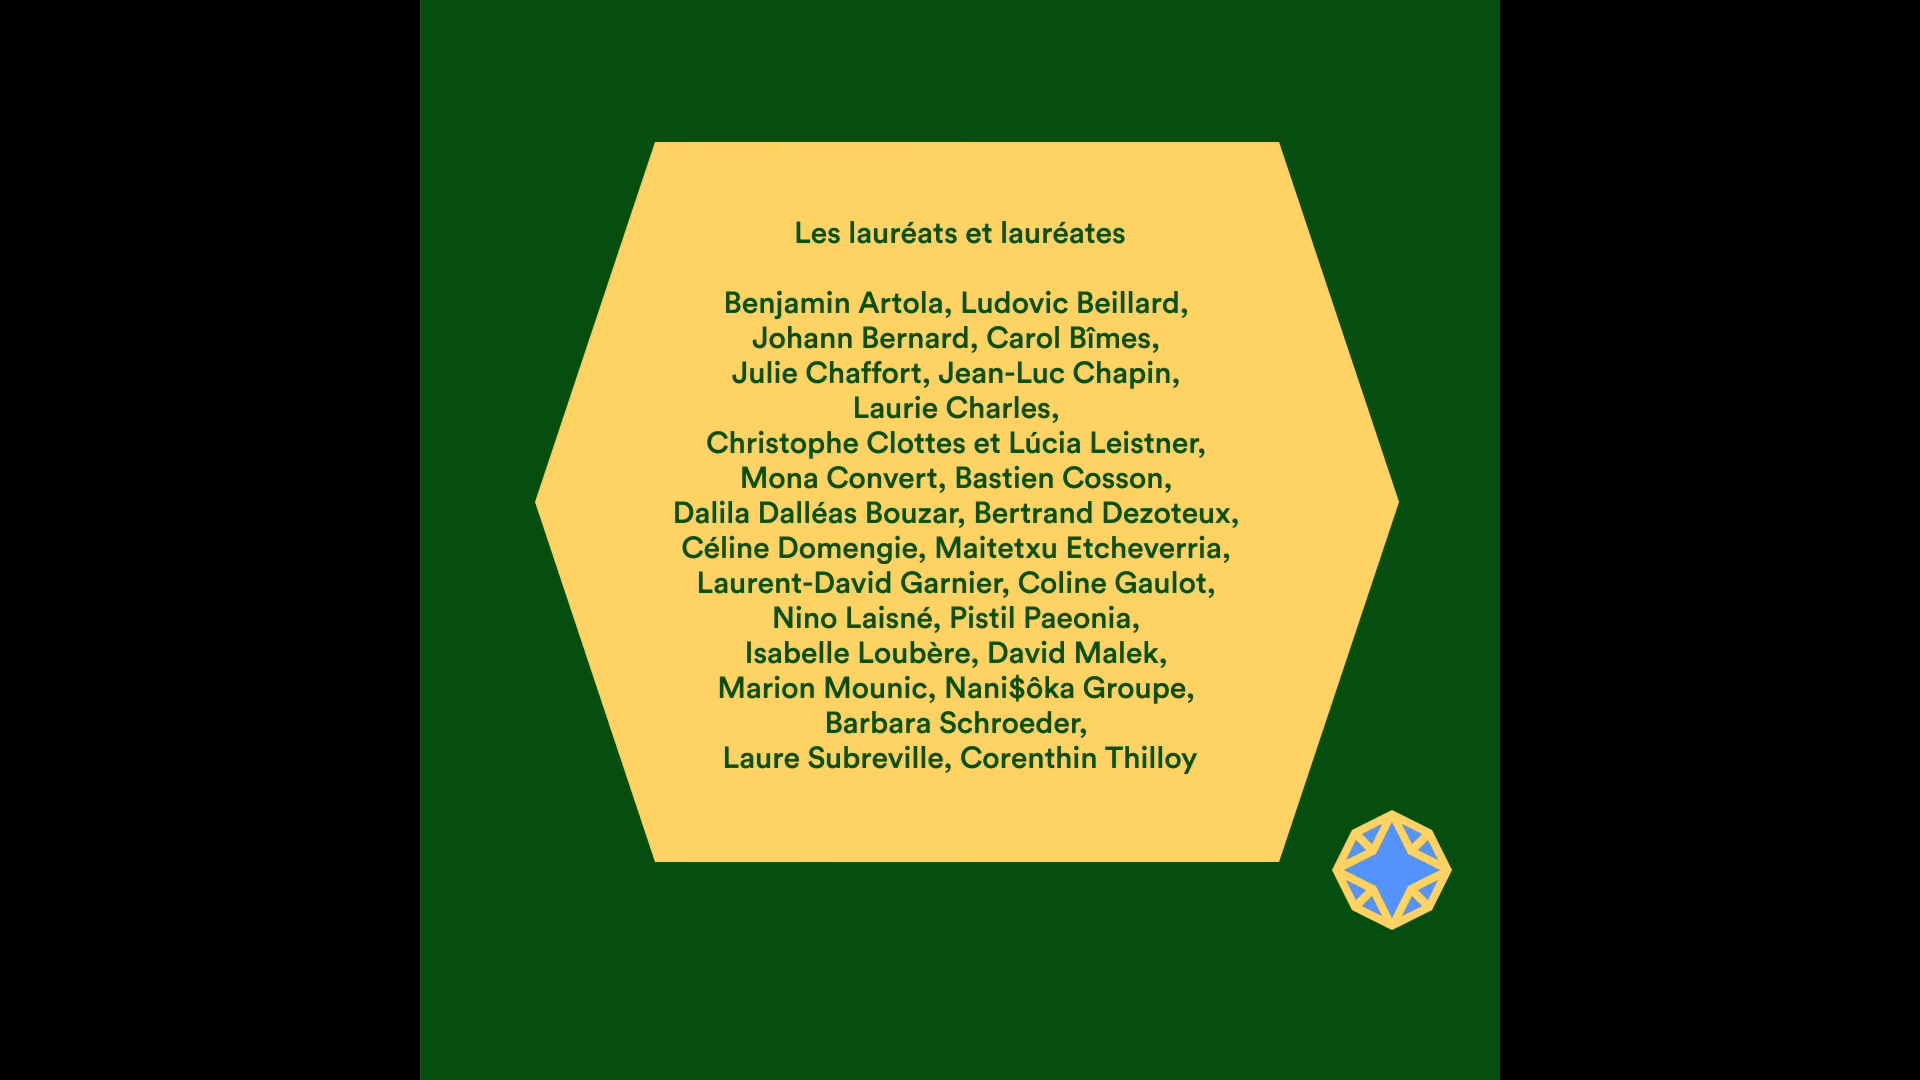 Les lauréats et lauréates
Benjamin Artola, Ludovic Beillard,
Johann Bernard, Carol Bîmes,
Julie Chaffort, Jean-Luc Chapin,
Laurie Charles,
Christophe Clottes et Lúcia Leistner,
Mona Convert, Bastien Cosson,
Dalila Dalléas Bouzar, Bertrand Dezoteux,
Céline Domengie, Maitetxu Etcheverria,
Laurent-David Garnier, Coline Gaulot,
Nino Laisné, Pistil Paeonia,
Isabelle Loubère, David Malek,
Marion Mounic, Nani$ôka Groupe,
Barbara Schroeder,
Laure Subreville, Corenthin Thilloy